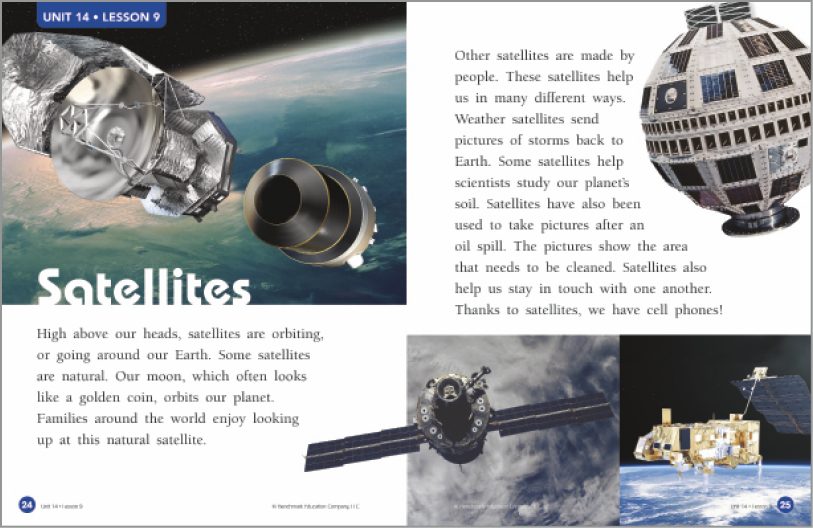 UNIT 14 • LESSON 9
Satellites
High above our heads, satellites are orbiting,
or going around our Earth. Some satellites
are natural. Our moon, which often looks
like a golden coin, orbits our planet.
Families around the world enjoy looking
up at this natural satellite.
24 Unit 14 • Lesson 9
© Benchmark Education Company, LLC
Other satellites are made by
people. These satellites help
us in many different ways.
Weather satellites send
pictures of storms back to
Earth. Some satellites help
scientists study our planet's
soil. Satellites have also been
used to take pictures after an
oil spill. The pictures show the area
that needs to be cleaned. Satellites also
help us stay in touch with one another.
Thanks to satellites, we have cell phones!
© Benchmark Education Company, LLC
Unit 14 • Lesson 9 25